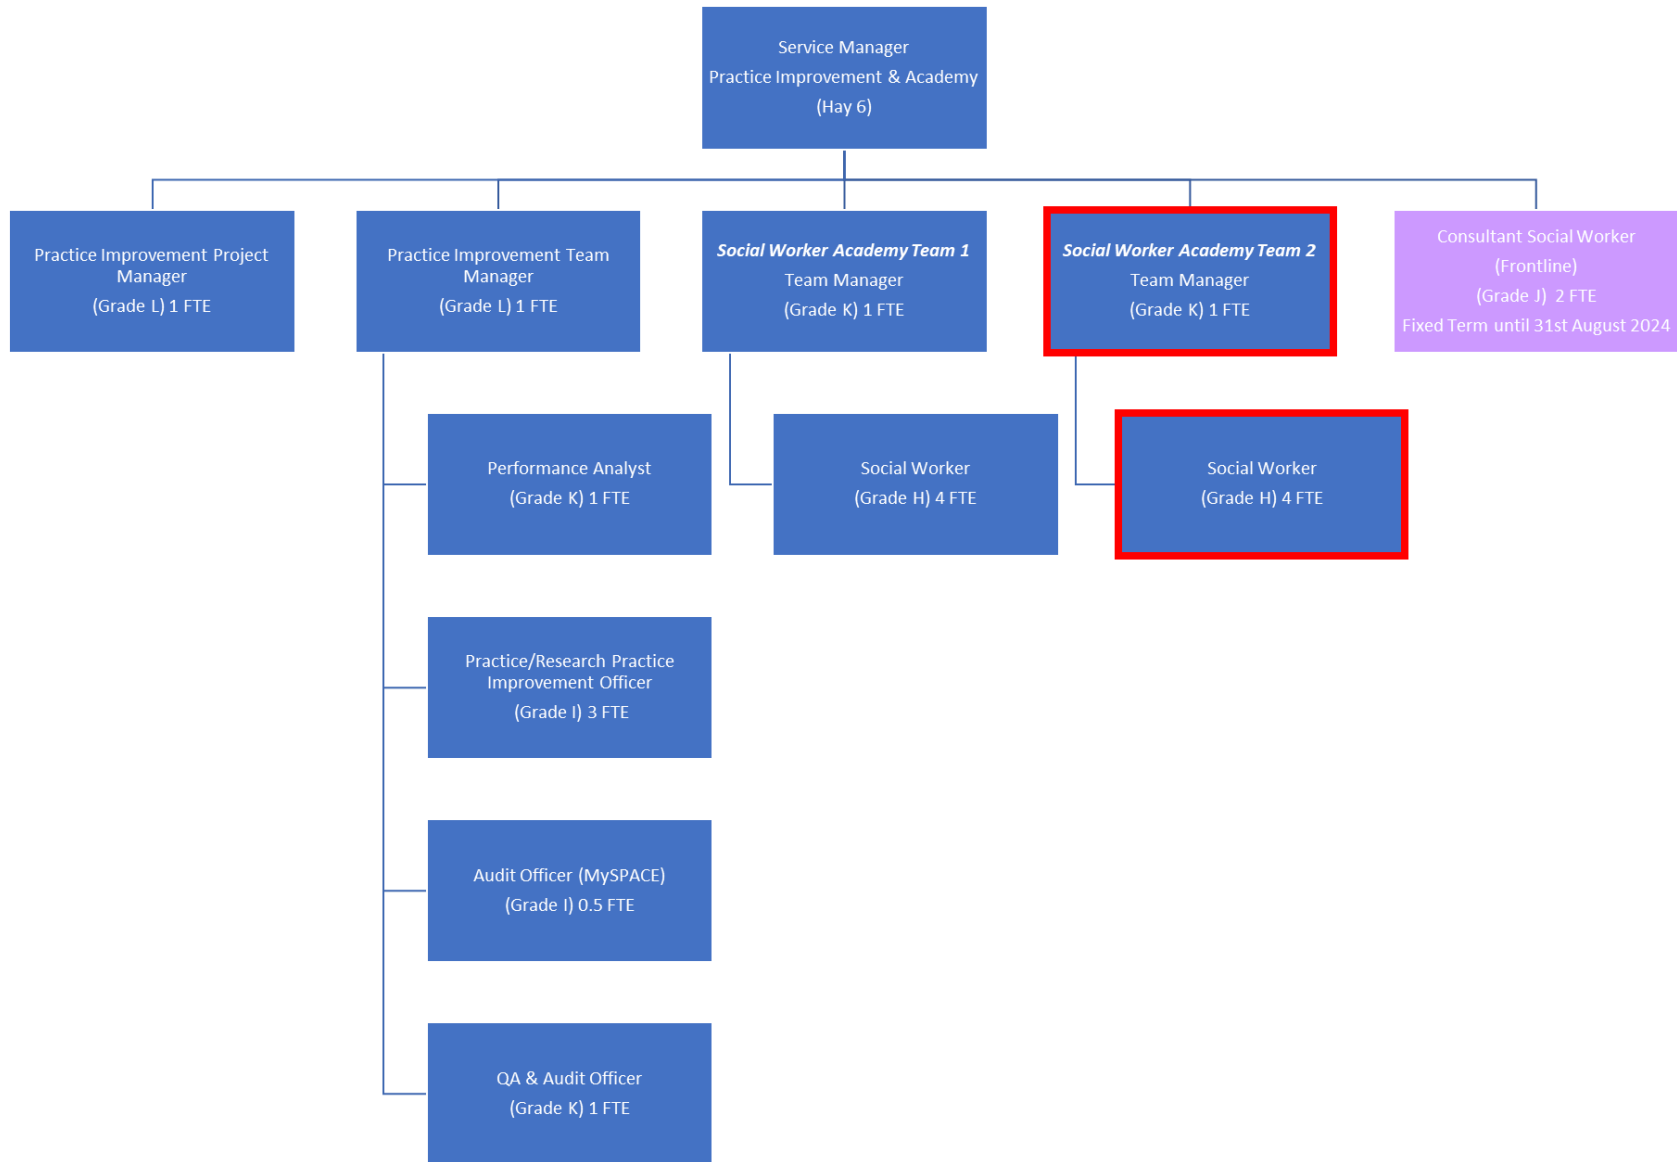 Service Manager
Practice Improvement & Academy
(Hay 6)
Practice Improvement Project
Manager
(Grade L) 1 FTE
Practice Improvement Team
Manager
(Grade L) 1 FTE
Social Worker Academy Team 1
Team Manager
(Grade K) 1 FTE
Social Worker Academy Team 2
Team Manager
(Grade K) 1 FTE
Consultant Social Worker
(Frontline)
(Grade J)  2 FTE
Fixed Term until 31st August 2024
Performance Analyst
(Grade K) 1 FTE
Social Worker
(Grade H) 4 FTE
Social Worker
(Grade H) 4 FTE
Practice/Research Practice
Improvement Officer
(Grade I) 3 FTE
Audit Officer (MySPACE)
(Grade I) 0.5 FTE
QA & Audit Officer
(Grade K) 1 FTE